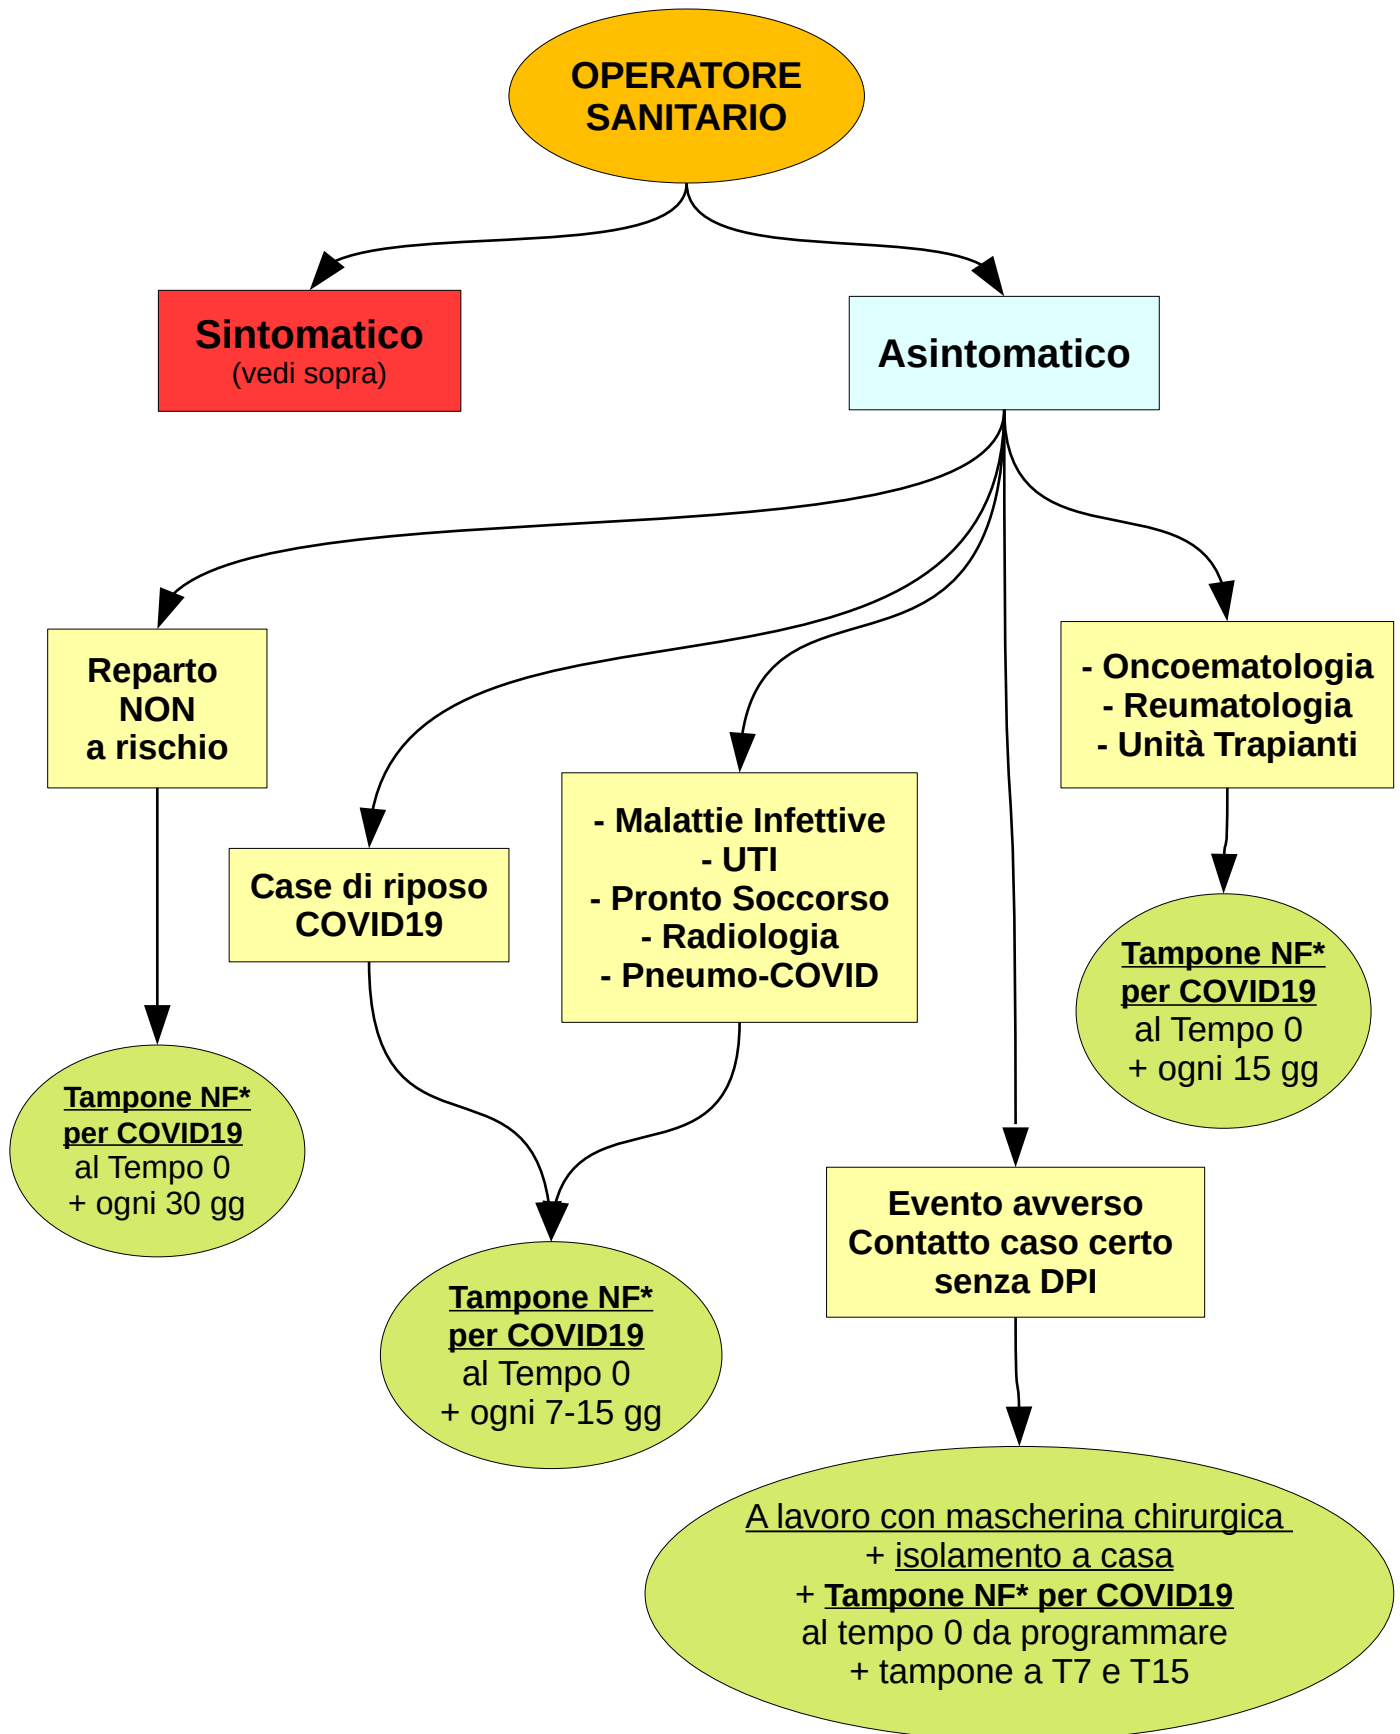 OPERATORE
SANITARIO
Sintomatico
(vedi sopra)
Asintomatico
Reparto
NON
a rischio
Case di riposo
COVID19
- Malattie Infettive
- UTI
- Pronto Soccorso
- Radiologia
- Pneumo-COVID
- Oncoematologia
- Reumatologia
- Unità Trapianti
Tampone NF*
per COVID19
al Tempo 0
+ ogni 30 gg
Tampone NF*
per COVID19
al Tempo 0
+ ogni 7-15 gg
Tampone NF*
per COVID19
al Tempo 0
+ ogni 15 gg
Evento avverso
Contatto caso certo
senza DPI
A lavoro con mascherina chirurgica
+ isolamento a casa
+ Tampone NF* per COVID19
al tempo 0 da programmare
+ tampone a T7 e T15